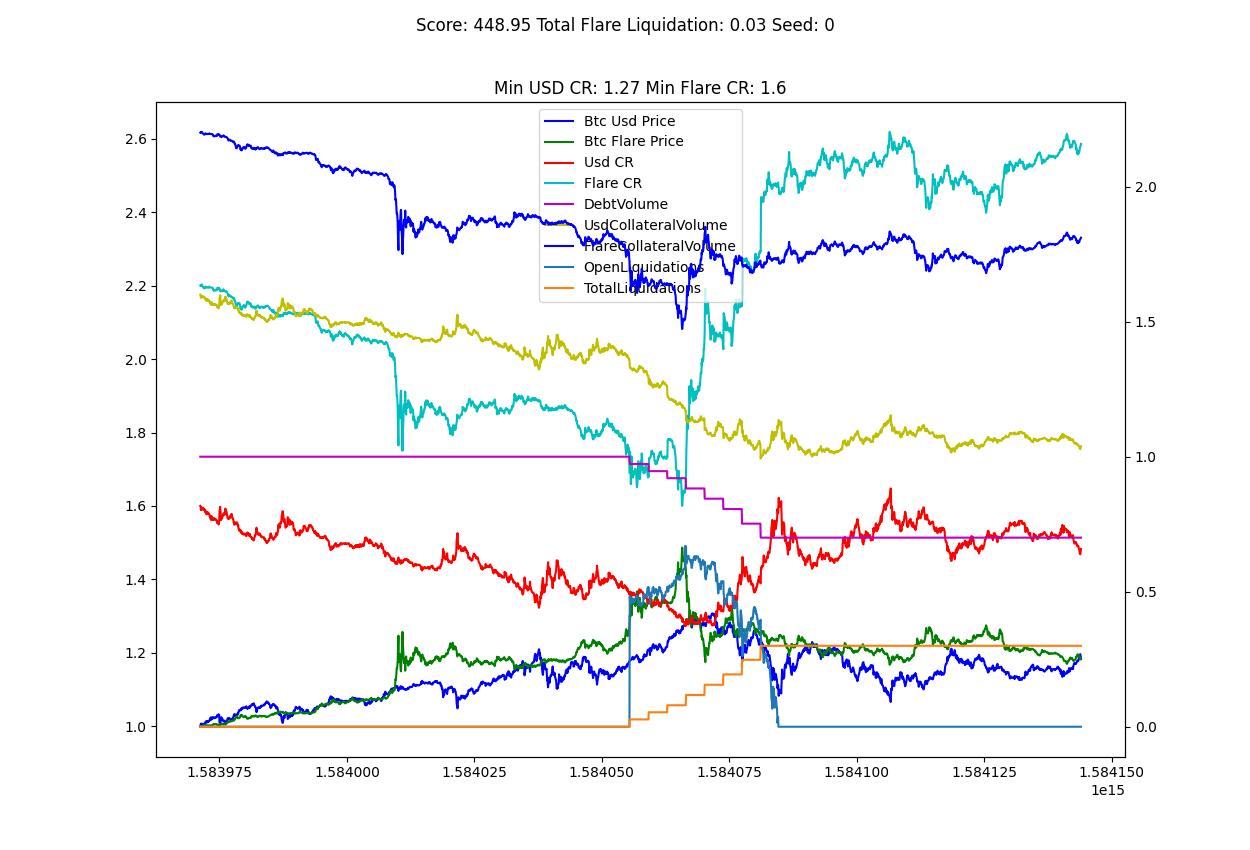 Score: 448.95 Total Flare Liquidation: 0.03 Seed: 0
Min USD CR: 1.27 Min Flare CR: 1.6
Btc Usd Price
Btc Flare Price
Usd CR
Flare CR
DebtVolume
UsdCollateralVolume
FlareCollateralVolume
OpenLiquidations
TotalLiquidations
2.6
2.4
2.2
2.0
1.8
1.6
1.4
1.2
1.0
2.0
1.5
1.0
0.5
0.0
1.583975 1.584000 1.584025 1.584050 1.584075 1.584100 1.584125 1.584150
1e15